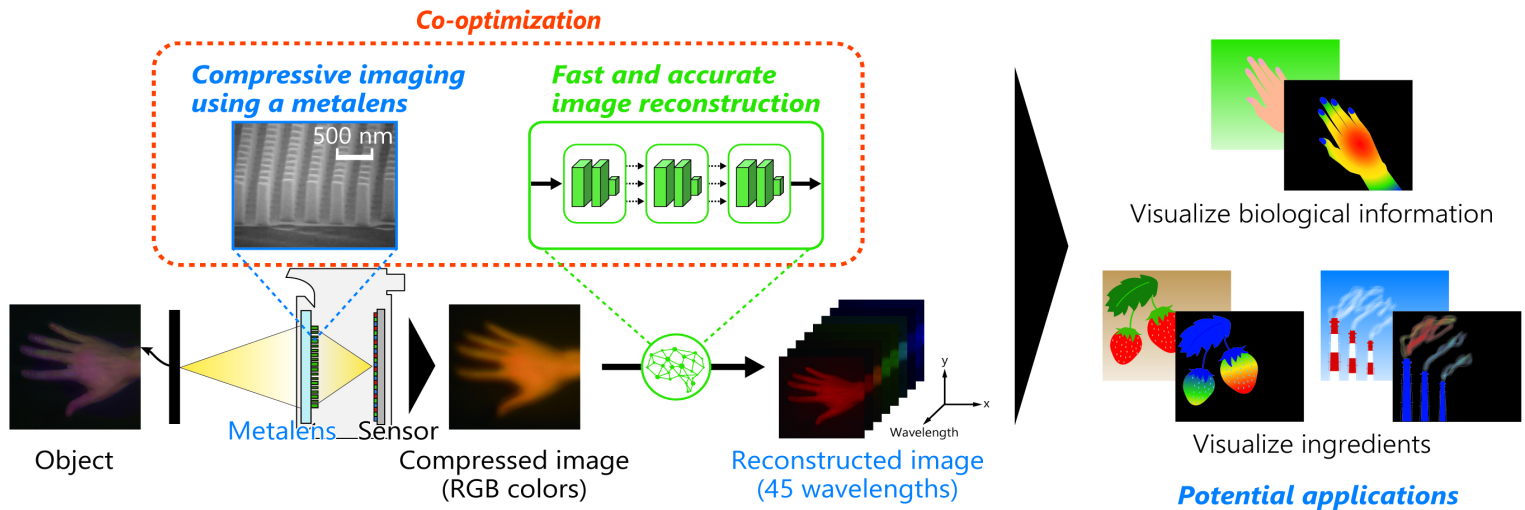 Co-optimization
Compressive imaging
using a metalens
500 nm
Fast and accurate
image reconstruction
Object
Metalens
Sensor
Compressed image
(RGB colors)
y
x
Wavelength
Reconstructed image
(45 wavelengths)
Visualize biological information
Visualize ingredients
Potential applications